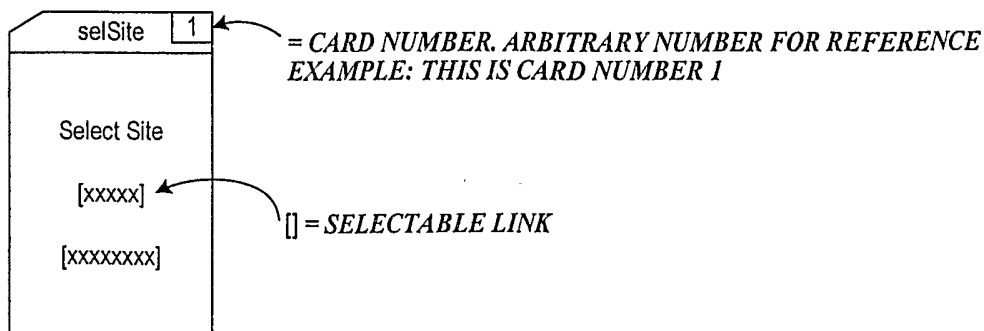 selSite 1
= CARD NUMBER. ARBITRARY NUMBER FOR REFERENCE
EXAMPLE: THIS IS CARD NUMBER 1
Select Site
[xxxxx]
[] = SELECTABLE LINK
[xxxxxxxx]